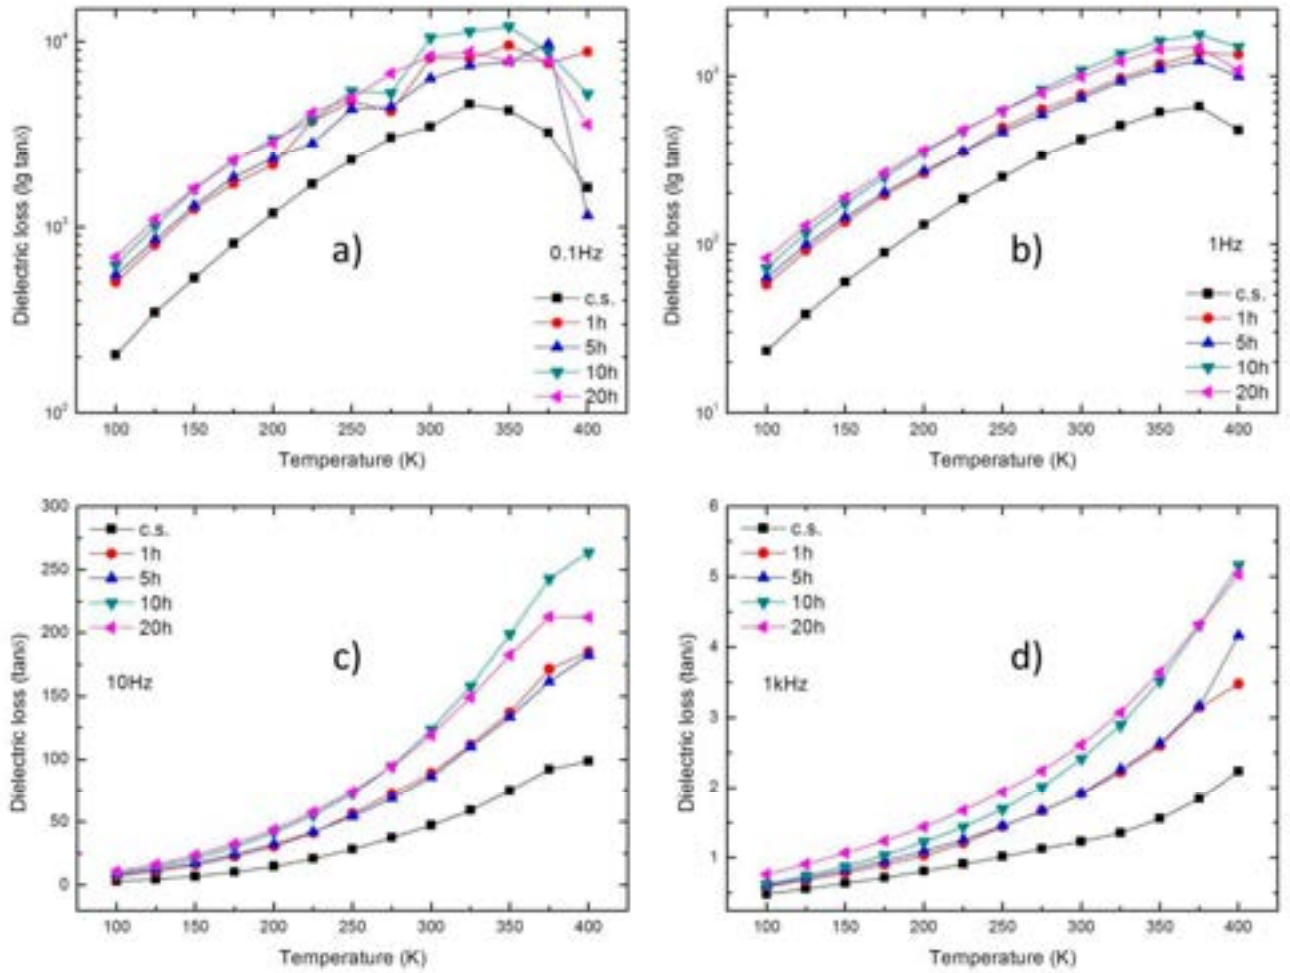 Dielectric loss (lg tanδ)
10⁴
10³
10²
a)
0.1Hz
c.s.
1h
5h
10h
20h
100 150 200 250 300 350 400
Temperature (K)
Dielectric loss (lg tanδ)
10³
10²
10¹
b)
1Hz
c.s.
1h
5h
10h
20h
100 150 200 250 300 350 400
Temperature (K)
Dielectric loss (tanδ)
300
250
200
150
100
50
0
c.s.
1h
5h
10h
20h
c)
10Hz
100 150 200 250 300 350 400
Temperature (K)
Dielectric loss (tanδ)
6
5
4
3
2
1
c.s.
1h
5h
10h
20h
d)
1kHz
100 150 200 250 300 350 400
Temperature (K)